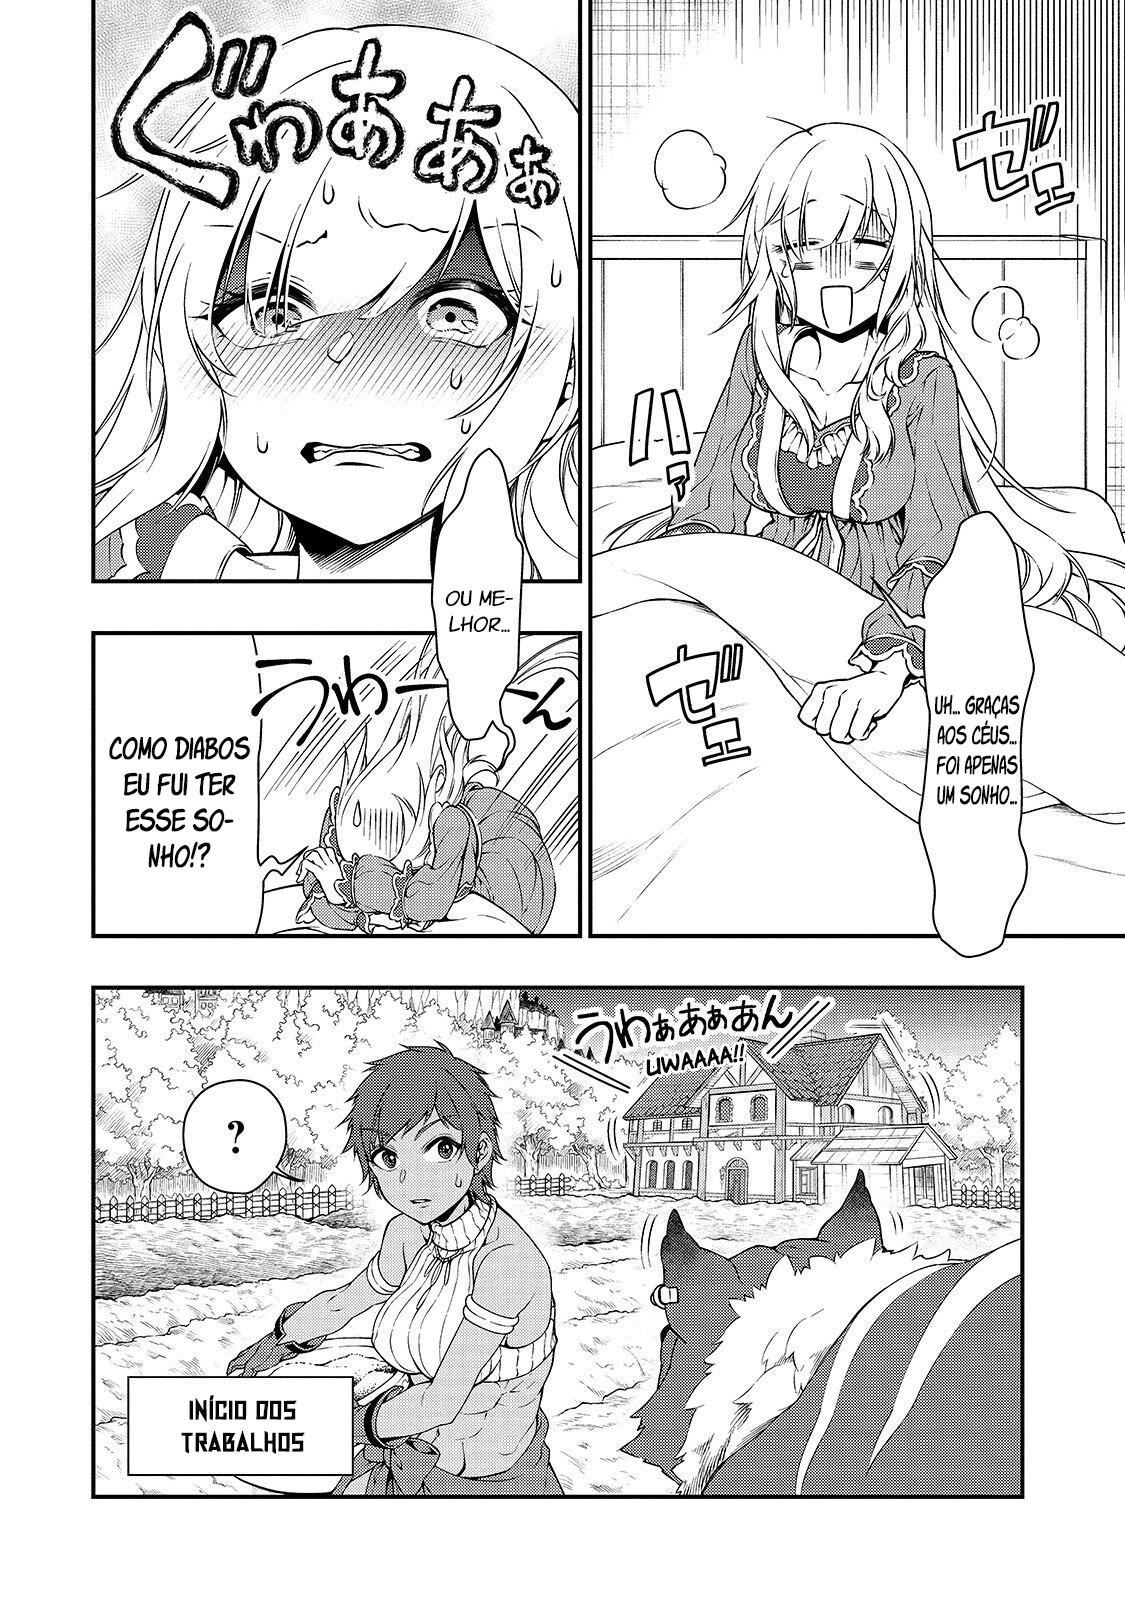 ゼェ
ハァ
ゼェ
UH... GRAÇAS
AOS CÉUS...
FOI APENAS
UM SONHO...
ぐわあああ
OU ME-
LHOR...
うわーーん
COMO DIABOS
EU FUI TER
ESSE SO-
NHO!?
うわぁぁぁあん
UWAAAA!!
?
INÍCIO DOS
TRABALHOS